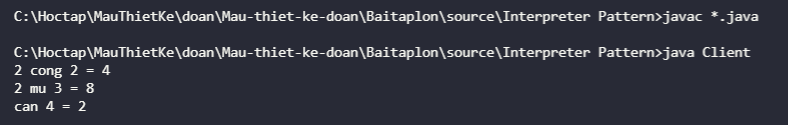 C:\Hoctap\MauThietKe\doan\Mau-thiet-ke-doan\Baitaplon\source\Interpreter Pattern>javac *.java
C:\Hoctap\MauThietKe\doan\Mau-thiet-ke-doan\Baitaplon\source\Interpreter Pattern>java Client
2 cong 2 = 4
2 mu 3 = 8
can 4 = 2